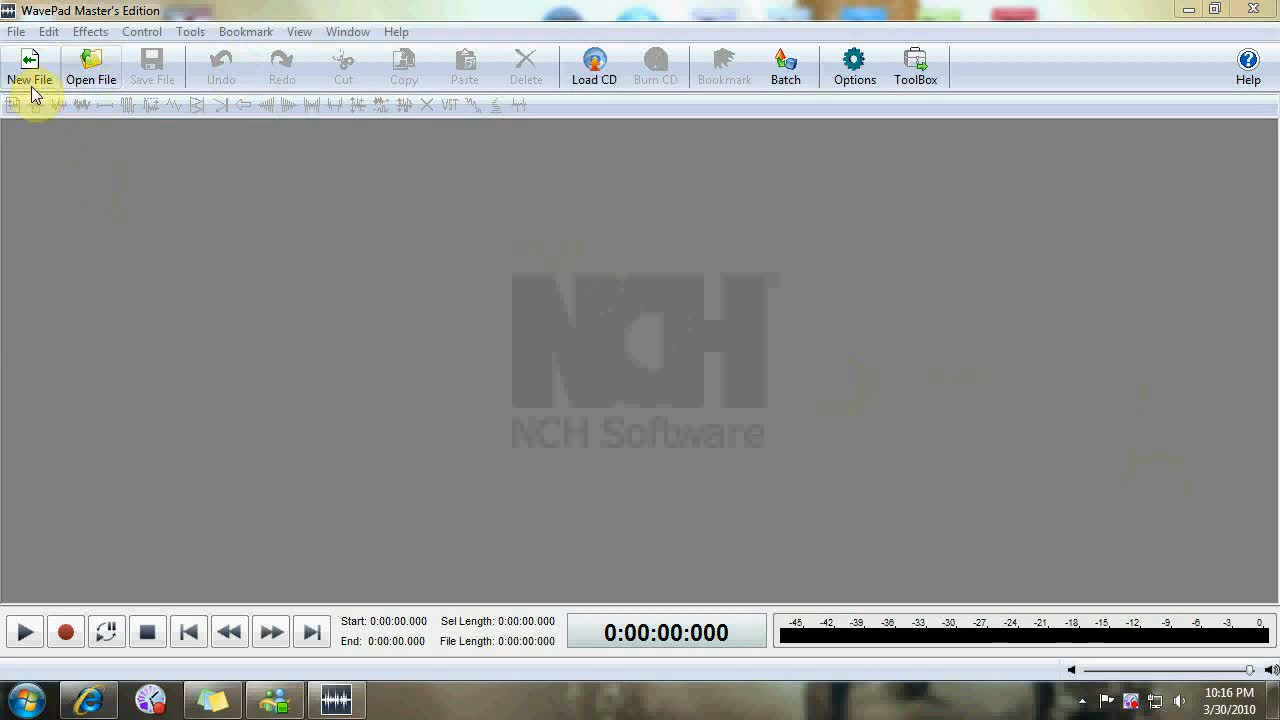 WavePad Master's Edition
File Edit Effects Control Tools Bookmark View Window Help
New File Open File Save File Undo Redo Cut Copy Paste Delete Load CD Burn CD Bookmark Batch Options ToolBox Help
VST
NCH
NCH Software
Start: 0:00:00.000 Sel Length: 0:00:00.000
End: 0:00:00.000 File Length: 0:00:00.000
0:00:00:000
-45, -42, -39, -36, -33, -30, -27, -24, -21, -18, -15, -12, -9, -6, -3, 0,
10:16 PM
3/30/2010